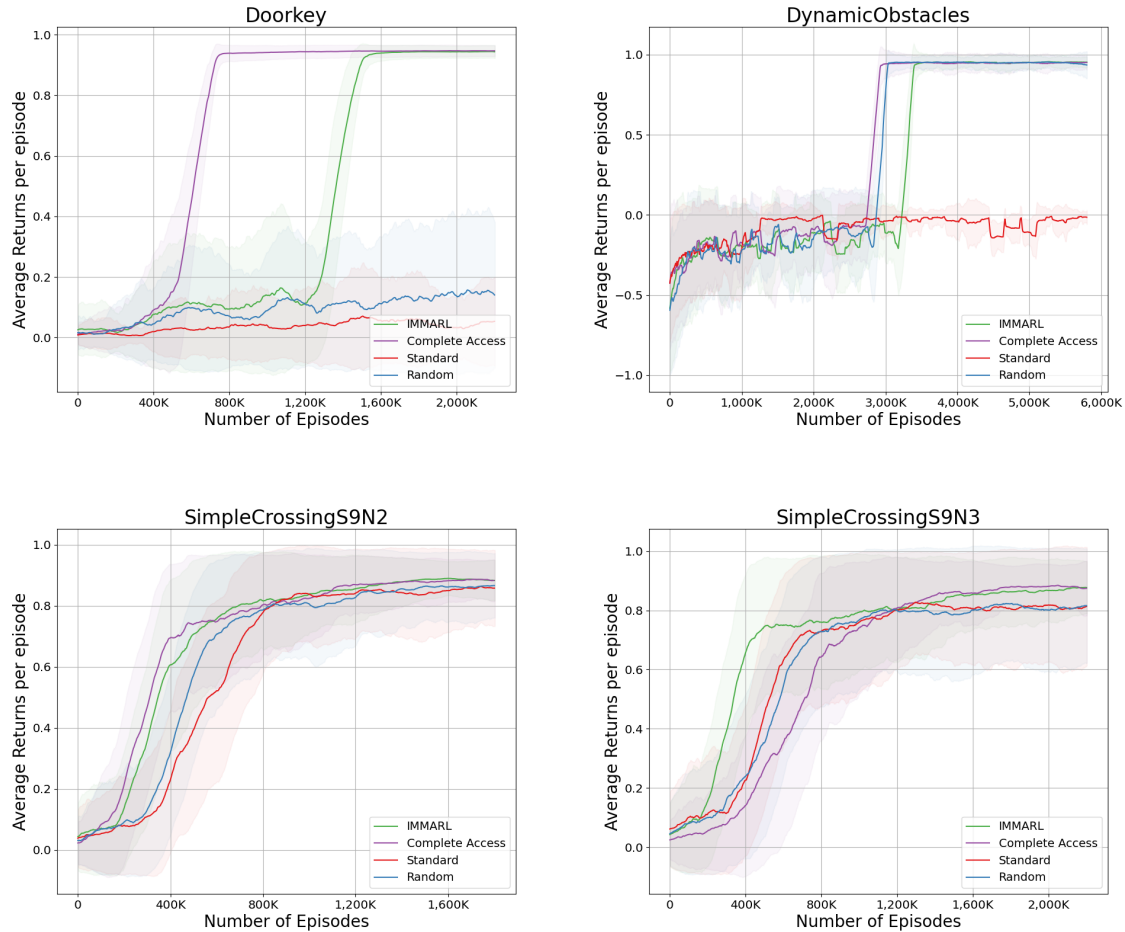 Doorkey
Average Returns per episode
1.0
0.8
0.6
0.4
0.2
0.0
0
400K
800K
1,200K
1,600K
2,000K
Number of Episodes
IMMARL
Complete Access
Standard
Random
DynamicObstacles
Average Returns per episode
1.0
0.5
0.0
−0.5
−1.0
0
1,000K
2,000K
3,000K
4,000K
5,000K
6,000K
Number of Episodes
IMMARL
Complete Access
Standard
Random
SimpleCrossingS9N2
Average Returns per episode
1.0
0.8
0.6
0.4
0.2
0.0
0
400K
800K
1,200K
1,600K
Number of Episodes
IMMARL
Complete Access
Standard
Random
SimpleCrossingS9N3
Average Returns per episode
1.0
0.8
0.6
0.4
0.2
0.0
0
400K
800K
1,200K
1,600K
2,000K
Number of Episodes
IMMARL
Complete Access
Standard
Random